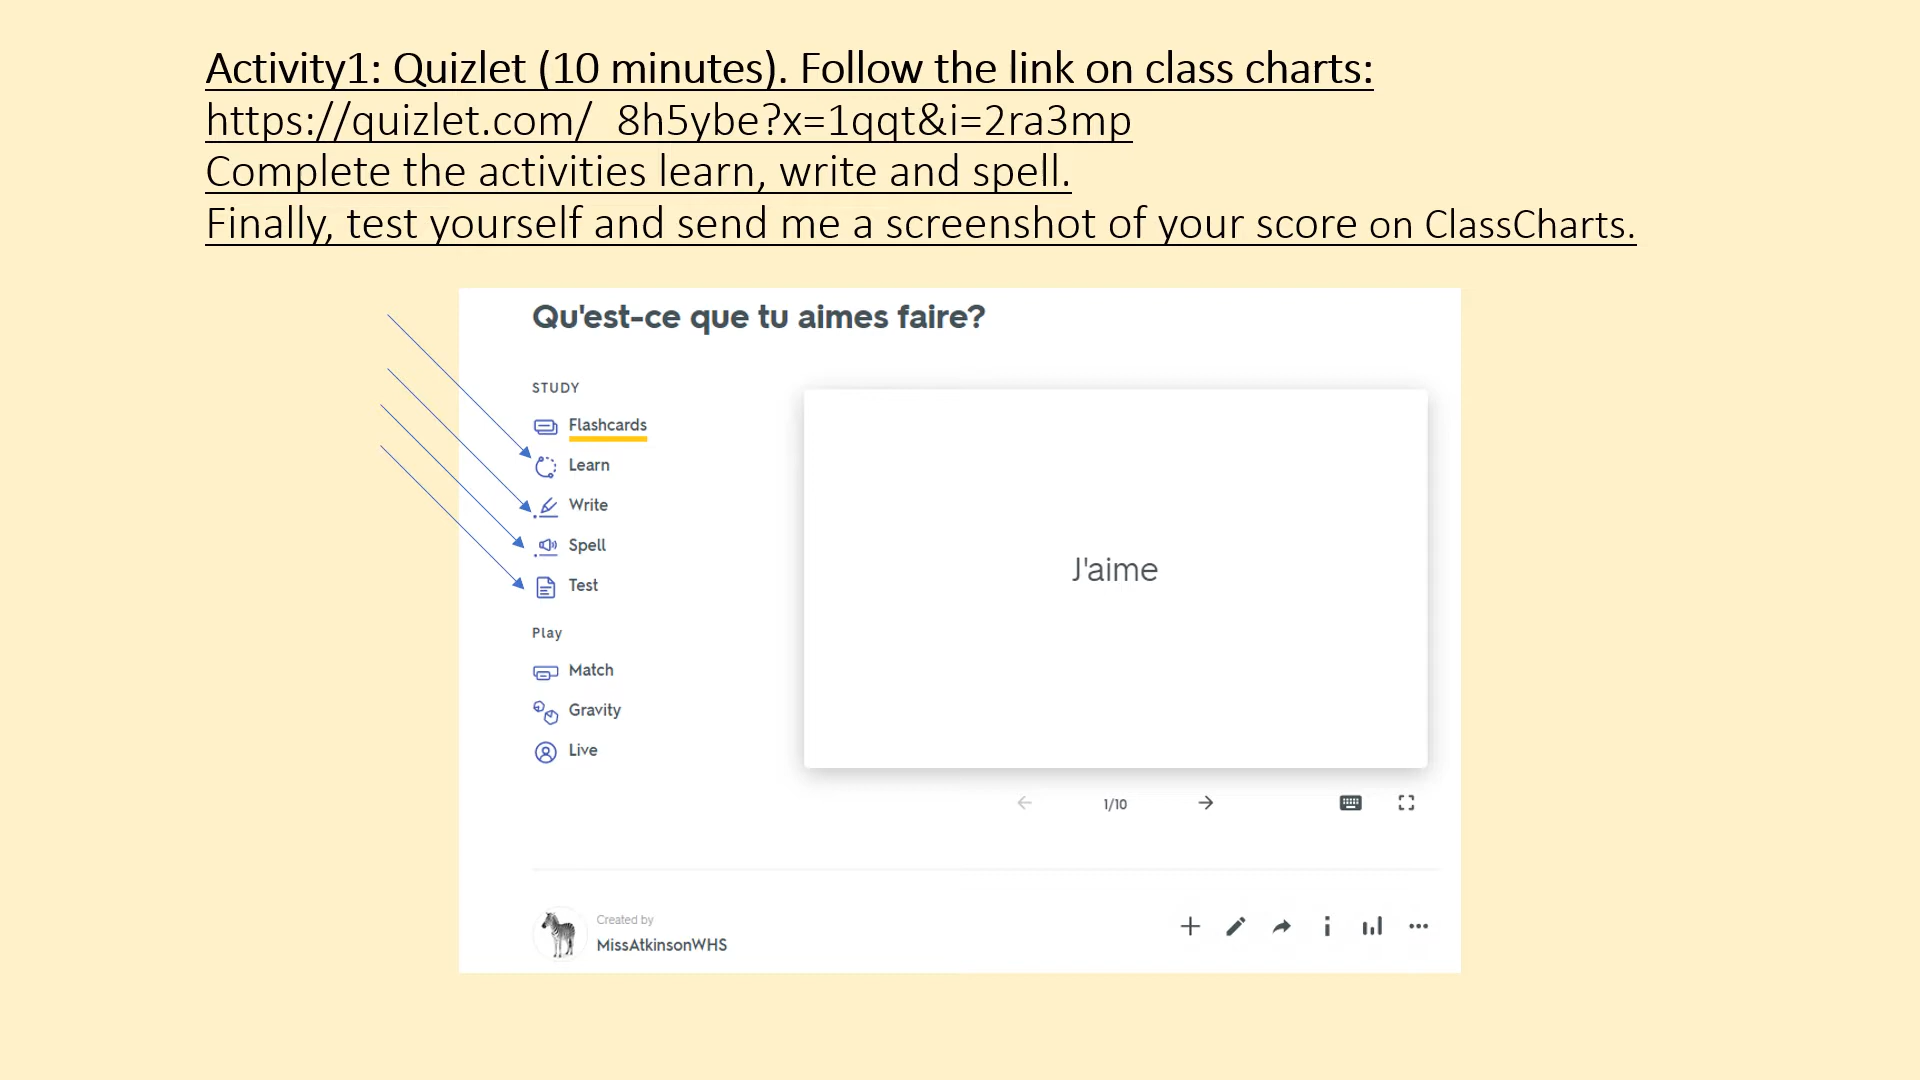 Activity1: Quizlet (10 minutes). Follow the link on class charts:
https://quizlet.com/_8h5ybe?x=1qqt&i=2ra3mp
Complete the activities learn, write and spell.
Finally, test yourself and send me a screenshot of your score on ClassCharts.
Qu'est-ce que tu aimes faire?
STUDY
Flashcards
Learn
Write
Spell
Test
Play
Match
Gravity
Live
J'aime
1/10
Created by
MissAtkinsonWHS